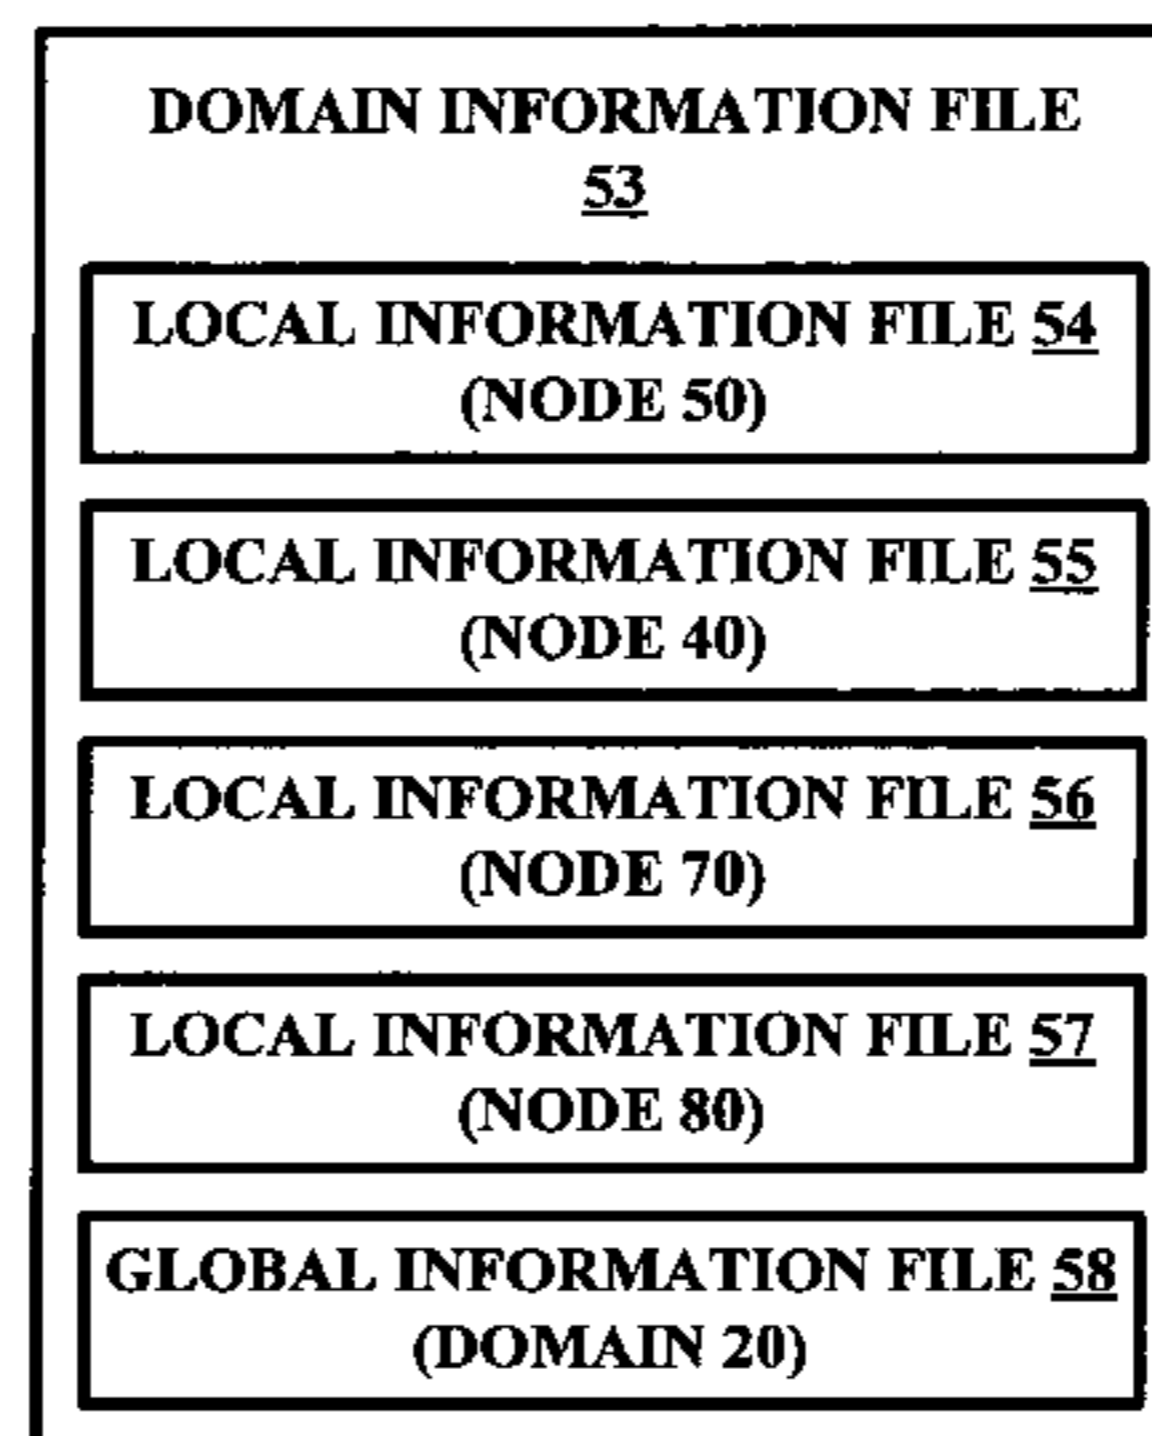 DOMAIN INFORMATION FILE
53
LOCAL INFORMATION FILE 54
(NODE 50)
LOCAL INFORMATION FILE 55
(NODE 40)
LOCAL INFORMATION FILE 56
(NODE 70)
LOCAL INFORMATION FILE 57
(NODE 80)
GLOBAL INFORMATION FILE 58
(DOMAIN 20)